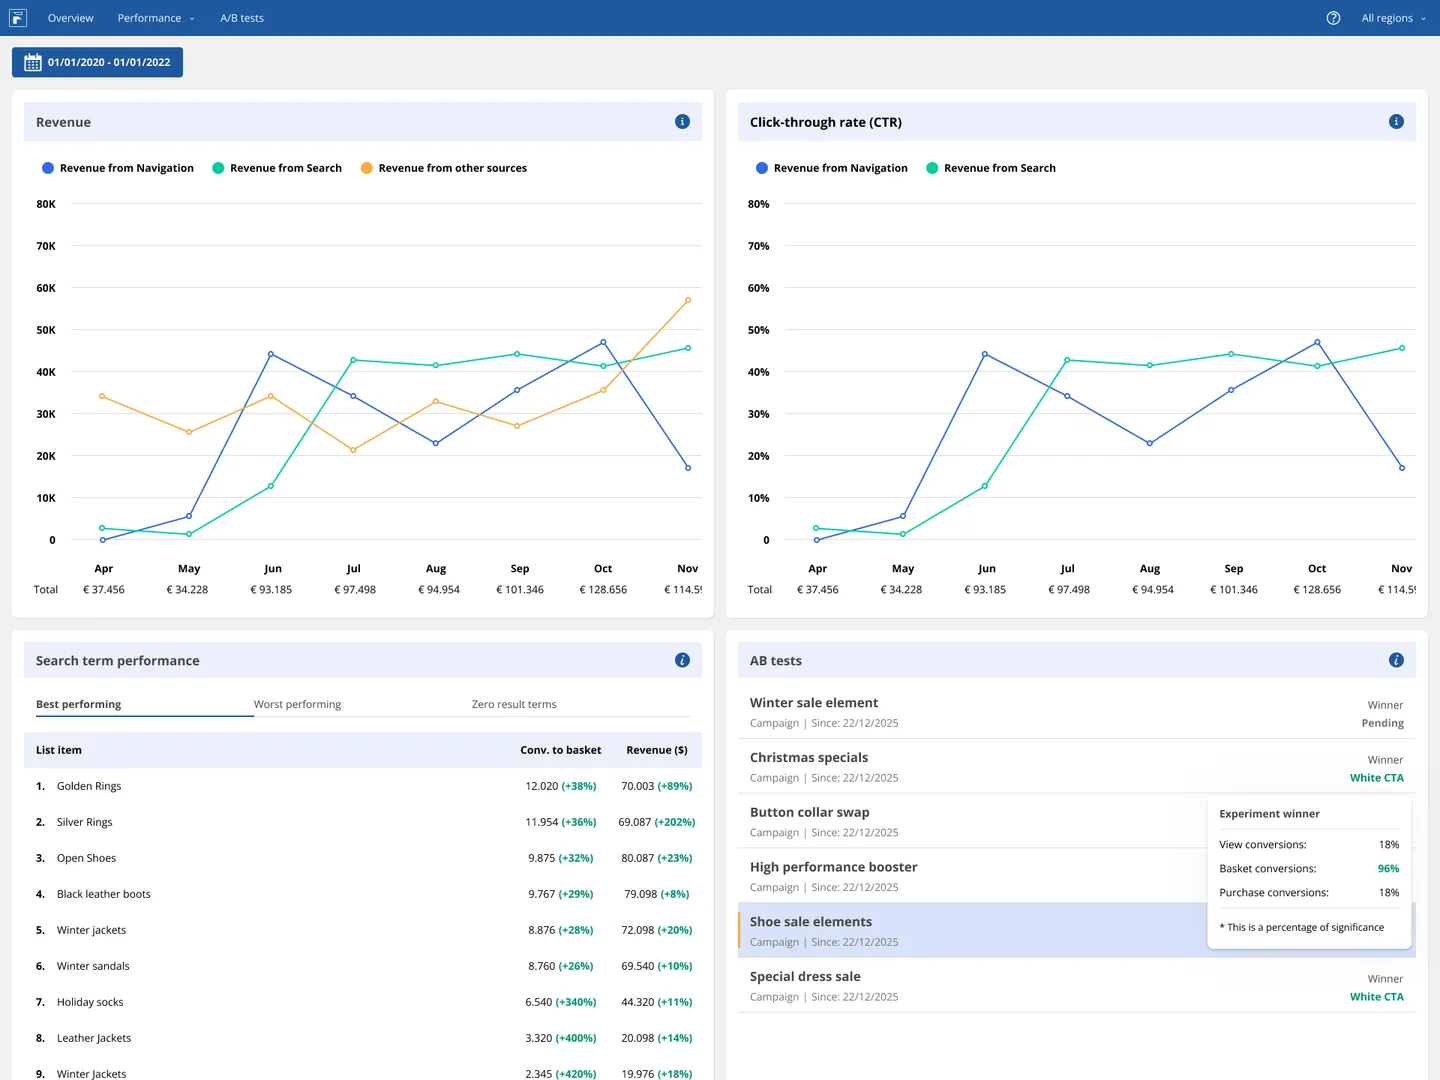 Overview Performance A/B tests All regions
01/01/2020 - 01/01/2022
Revenue
Revenue from Navigation Revenue from Search Revenue from other sources
80K
70K
60K
50K
40K
30K
20K
10K
0
Apr May Jun Jul Aug Sep Oct Nov
Total € 37.456 € 34.228 € 93.185 € 97.498 € 94.954 € 101.346 € 128.656 € 114.5
Click-through rate (CTR)
Revenue from Navigation Revenue from Search
80%
70%
60%
50%
40%
30%
20%
10%
0
Apr May Jun Jul Aug Sep Oct Nov
Total € 37.456 € 34.228 € 93.185 € 97.498 € 94.954 € 101.346 € 128.656 € 114.5
Search term performance
Best performing Worst performing Zero result terms
List item Conv. to basket Revenue ($)
1. Golden Rings 12.020 (+38%) 70.003 (+89%)
2. Silver Rings 11.954 (+36%) 69.087 (+202%)
3. Open Shoes 9.875 (+32%) 80.087 (+23%)
4. Black leather boots 9.767 (+29%) 79.098 (+8%)
5. Winter jackets 8.876 (+28%) 72.098 (+20%)
6. Winter sandals 8.760 (+26%) 69.540 (+10%)
7. Holiday socks 6.540 (+340%) 44.320 (+11%)
8. Leather Jackets 3.320 (+400%) 20.098 (+14%)
9. Winter Jackets 2.345 (+420%) 19.976 (+18%)
AB tests
Winter sale element Winner
Campaign | Since: 22/12/2025 Pending
Christmas specials Winner
Campaign | Since: 22/12/2025 White CTA
Button collar swap
Campaign | Since: 22/12/2025
High performance booster
Campaign | Since: 22/12/2025
Shoe sale elements
Campaign | Since: 22/12/2025
Experiment winner
View conversions: 18%
Basket conversions: 96%
Purchase conversions: 18%
* This is a percentage of significance
Special dress sale Winner
Campaign | Since: 22/12/2025 White CTA